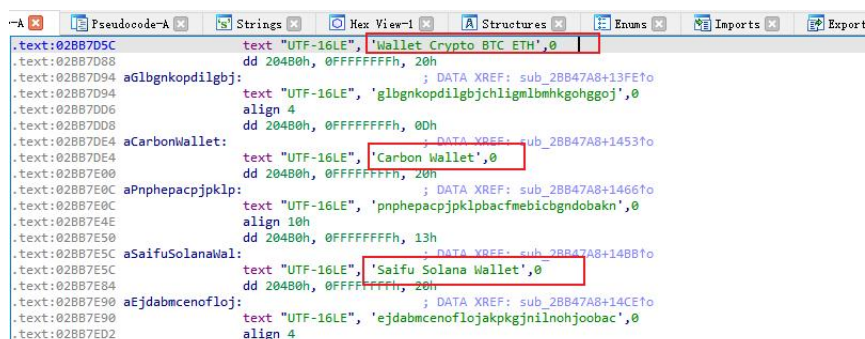 -A Pseudocode-A 's' Strings Hex View-1 A Structures Enums Imports Export
.text:02BB7D5C text "UTF-16LE", 'Wallet Crypto BTC ETH',0
.text:02BB7D88 dd 204B0h, 0FFFFFFFFh, 20h
.text:02BB7D94 aGlbgnkopdilgbj: ; DATA XREF: sub_2BB47A8+13FE↑o
.text:02BB7D94 text "UTF-16LE", 'glbgnkopdilgbjchligmlbmhkgohggoj',0
.text:02BB7DD6 align 4
.text:02BB7DD8 dd 204B0h, 0FFFFFFFFh, 0Dh
.text:02BB7DE4 aCarbonWallet: ; DATA XREF: sub_2BB47A8+1453↑o
.text:02BB7DE4 text "UTF-16LE", 'Carbon Wallet',0
.text:02BB7E00 dd 204B0h, 0FFFFFFFFh, 20h
.text:02BB7E0C aPnphepacpjpklp: ; DATA XREF: sub_2BB47A8+1466↑o
.text:02BB7E0C text "UTF-16LE", 'pnphepacpjpklpbacfmebicbgndobakn',0
.text:02BB7E4E align 10h
.text:02BB7E50 dd 204B0h, 0FFFFFFFFh, 13h
.text:02BB7E5C aSaifuSolanaWal: ; DATA XREF: sub_2BB47A8+14BB↑o
.text:02BB7E5C text "UTF-16LE", 'Saifu Solana Wallet',0
.text:02BB7E84 dd 204B0h, 0FFFFFFFFh, 20h
.text:02BB7E90 aEjdabmcenofloj: ; DATA XREF: sub_2BB47A8+14CE↑o
.text:02BB7E90 text "UTF-16LE", 'ejdabmcenoflojakpkgjnilnohjoobac',0
.text:02BB7ED2 align 4